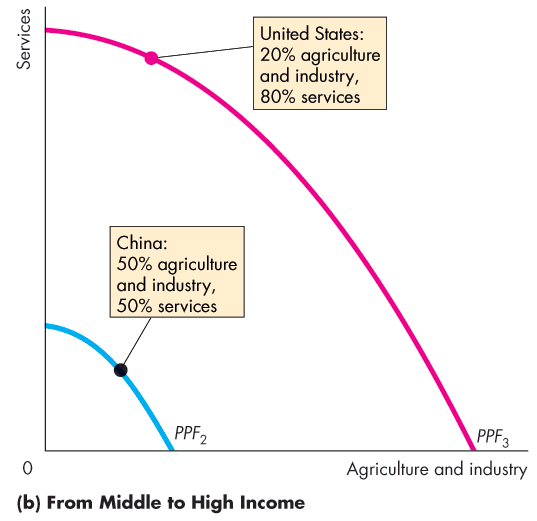 Services
United States:
20% agriculture
and industry,
80% services
China:
50% agriculture
and industry,
50% services
PPF2
PPF3
0
Agriculture and industry
(b) From Middle to High Income